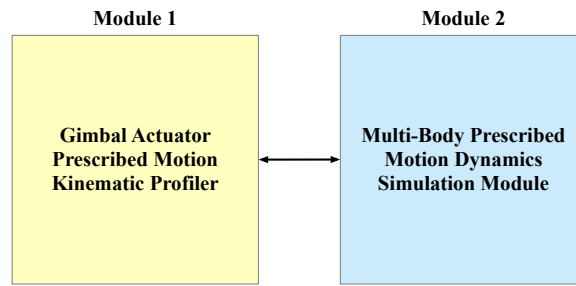 Module 1
Module 2
Gimbal Actuator
Prescribed Motion
Kinematic Profiler
Multi-Body Prescribed
Motion Dynamics
Simulation Module